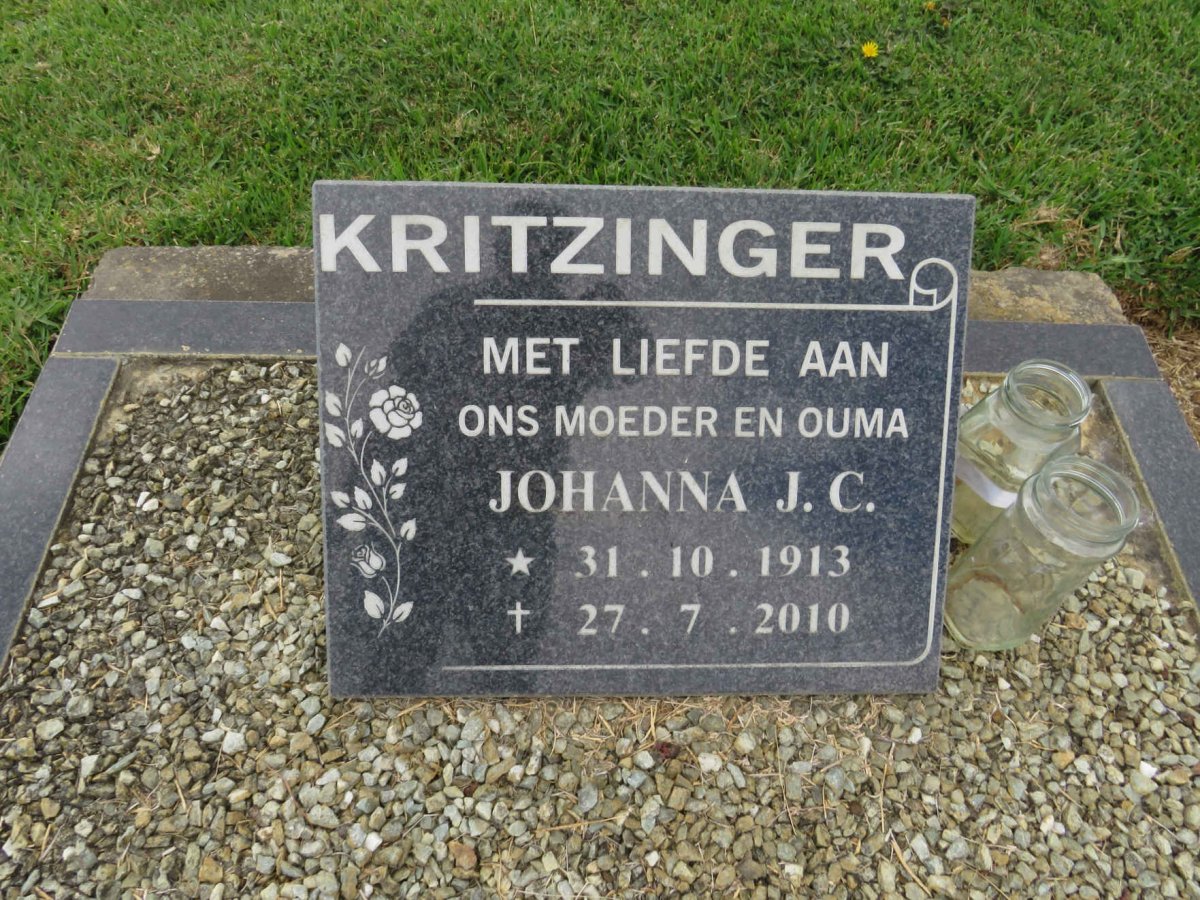 KRITZINGER
MET LIEFDE AAN
ONS MOEDER EN OUMA
JOHANNA J. C.
★ 31 . 10 . 1913
✝ 27 . 7 . 2010